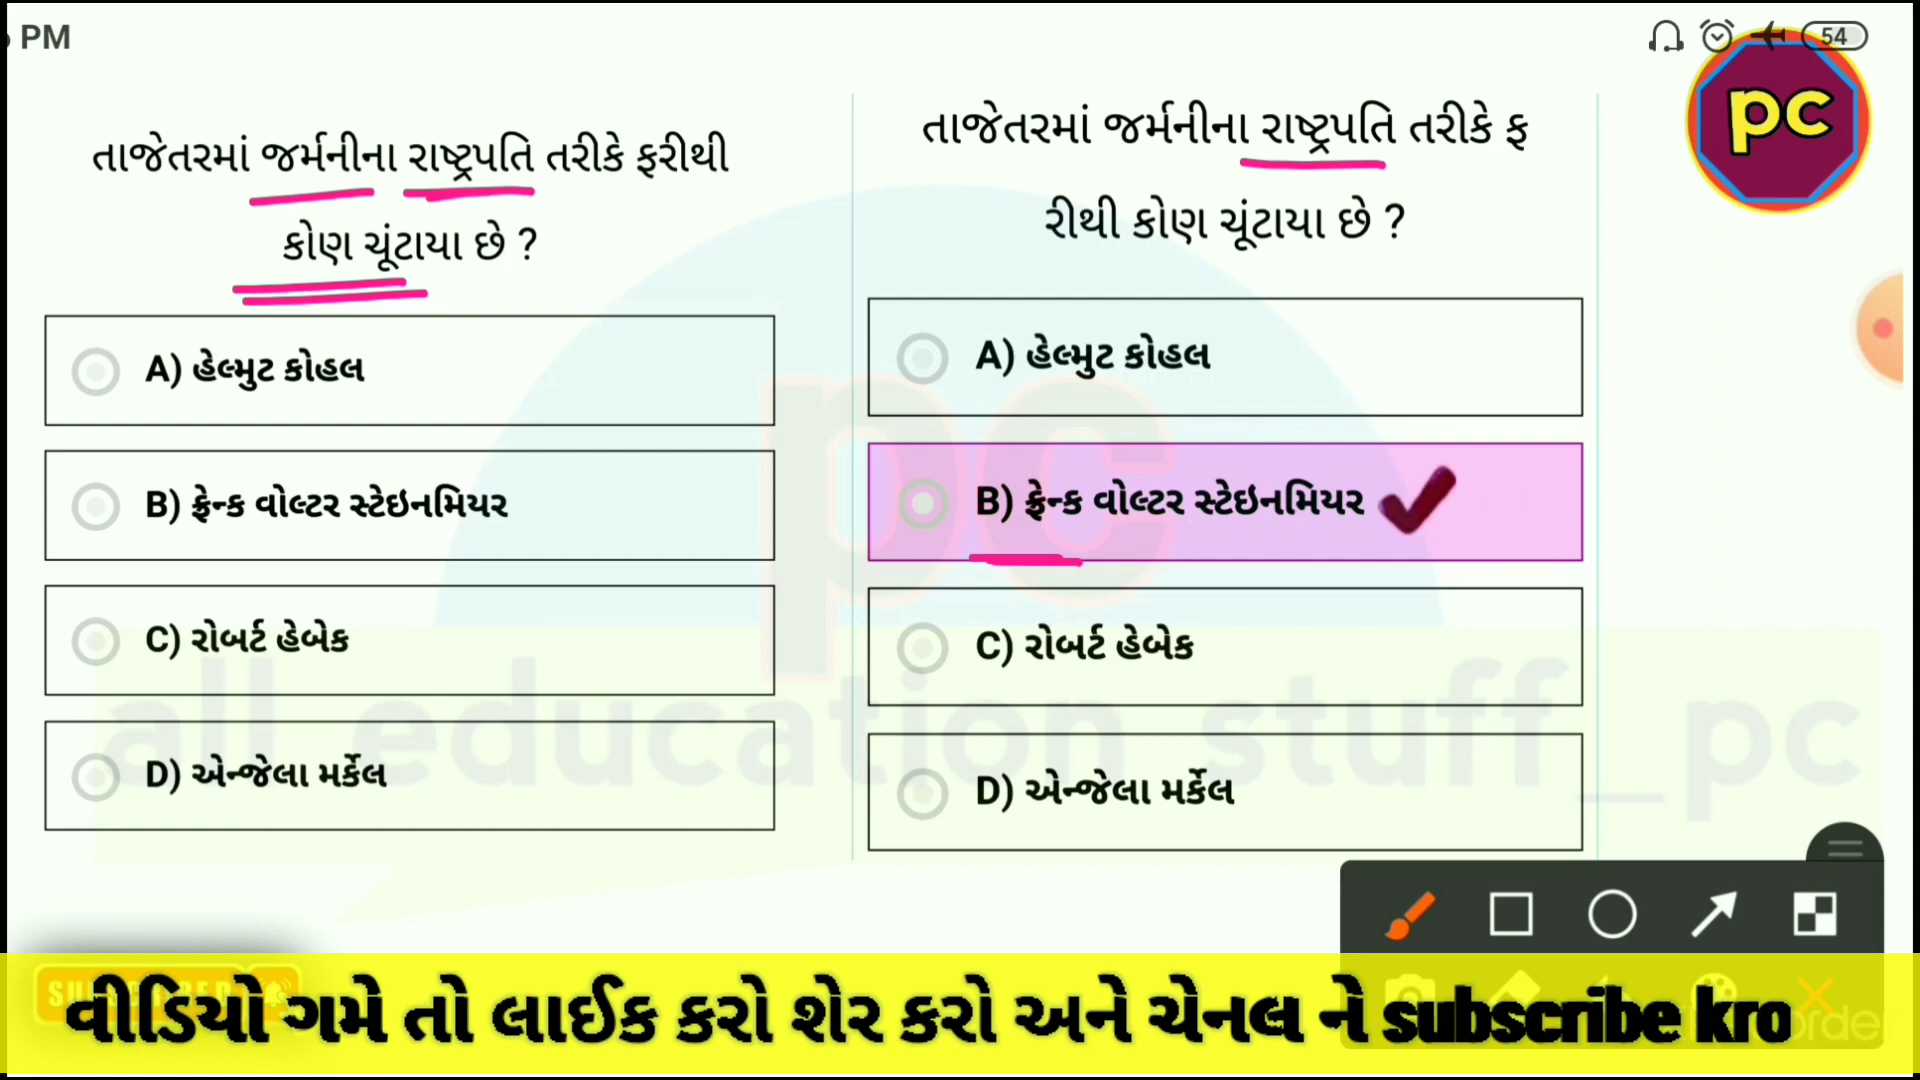 PM
54
pc
તાજેતરમાં જર્મનીના રાષ્ટ્રપતિ તરીકે ફરીથી
કોણ ચૂંટાયા છે ?
A) હેલ્મુટ કોહલ
B) ફ્રેન્ક વોલ્ટર સ્ટેઇનમિયર
C) રોબર્ટ હેબેક
D) એન્જેલા મર્કેલ
તાજેતરમાં જર્મનીના રાષ્ટ્રપતિ તરીકે ફ
રીથી કોણ ચૂંટાયા છે ?
A) હેલ્મુટ કોહલ
B) ફ્રેન્ક વોલ્ટર સ્ટેઇનમિયર
C) રોબર્ટ હેબેક
D) એન્જેલા મર્કેલ
pc
all education stuff_pc
વીડિયો ગમે તો લાઈક કરો શેર કરો અને ચેનલ ને subscribe kro